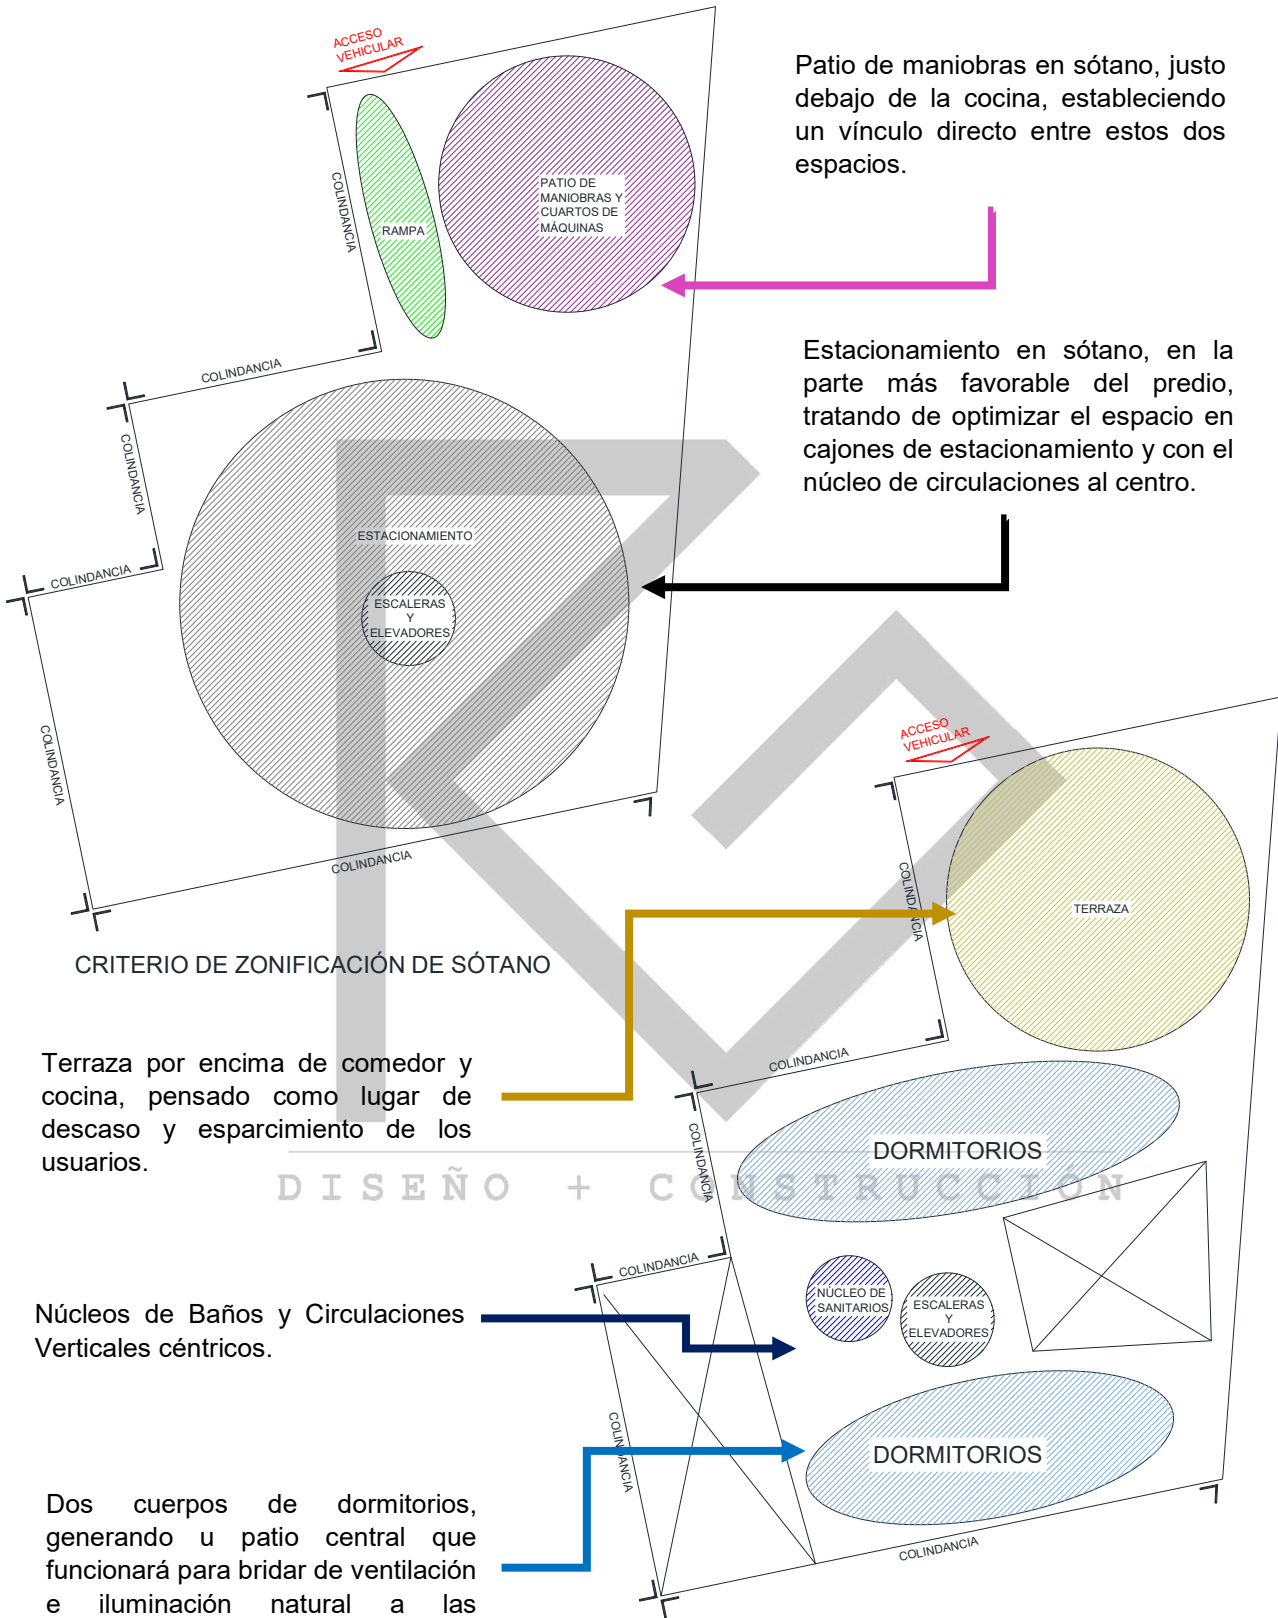 ACCESO
VEHICULAR
Patio de maniobras en sótano, justo
debajo de la cocina, estableciendo
un vínculo directo entre estos dos
espacios.
COLINDANCIA
RAMPA
PATIO DE
MANIOBRAS Y
CUARTOS DE
MÁQUINAS
COLINDANCIA
Estacionamiento en sótano, en la
parte más favorable del predio,
tratando de optimizar el espacio en
cajones de estacionamiento y con el
núcleo de circulaciones al centro.
COLINDANCIA
ESTACIONAMIENTO
COLINDANCIA
ESCALERAS
Y
ELEVADORES
COLINDANCIA
COLINDANCIA
CRITERIO DE ZONIFICACIÓN DE SÓTANO
ACCESO
VEHICULAR
COLINDANCIA
TERRAZA
Terraza por encima de comedor y
cocina, pensado como lugar de
descaso y esparcimiento de los
usuarios.
COLINDANCIA
COLINDANCIA
DORMITORIOS
DISEÑO + CONSTRUCCIÓN
COLINDANCIA
NÚCLEO DE
SANITARIOS
ESCALERAS
Y
ELEVADORES
Núcleos de Baños y Circulaciones
Verticales céntricos.
COLINDANCIA
DORMITORIOS
COLINDANCIA
Dos cuerpos de dormitorios,
generando u patio central que
funcionará para bridar de ventilación
e iluminación natural a las